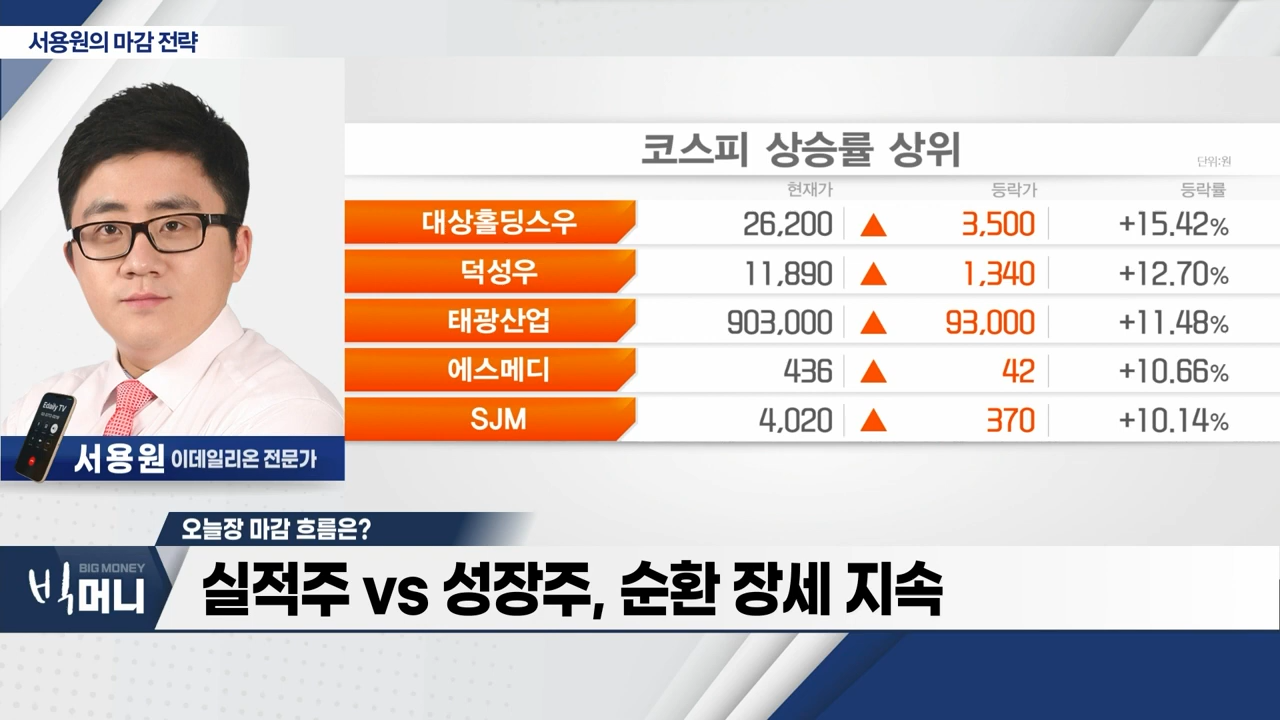 서용원의 마감 전략
코스피 상승률 상위
단위:원
현재가 등락가 등락률
대상홀딩스우 26,200 ▲ 3,500 +15.42%
덕성우 11,890 ▲ 1,340 +12.70%
태광산업 903,000 ▲ 93,000 +11.48%
에스메디 436 ▲ 42 +10.66%
SJM 4,020 ▲ 370 +10.14%
Edaily TV
서용원 이데일리온 전문가
오늘장 마감 흐름은?
BIG MONEY
빅머니
실적주 vs 성장주, 순환 장세 지속